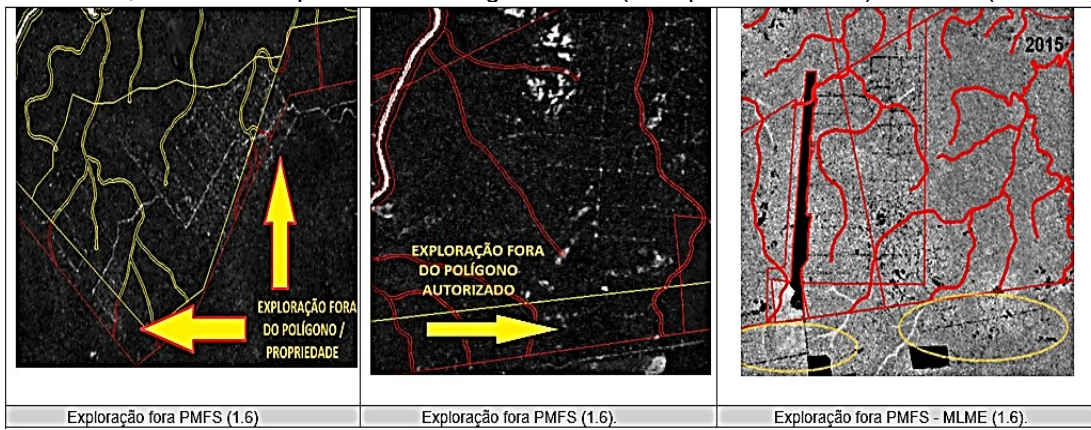 EXPLORAÇÃO FORA
DO POLÍGONO /
PROPRIEDADE
EXPLORAÇÃO FORA
DO POLÍGONO
AUTORIZADO
2015
Exploração fora PMFS (1.6)
Exploração fora PMFS (1.6).
Exploração fora PMFS - MLME (1.6).